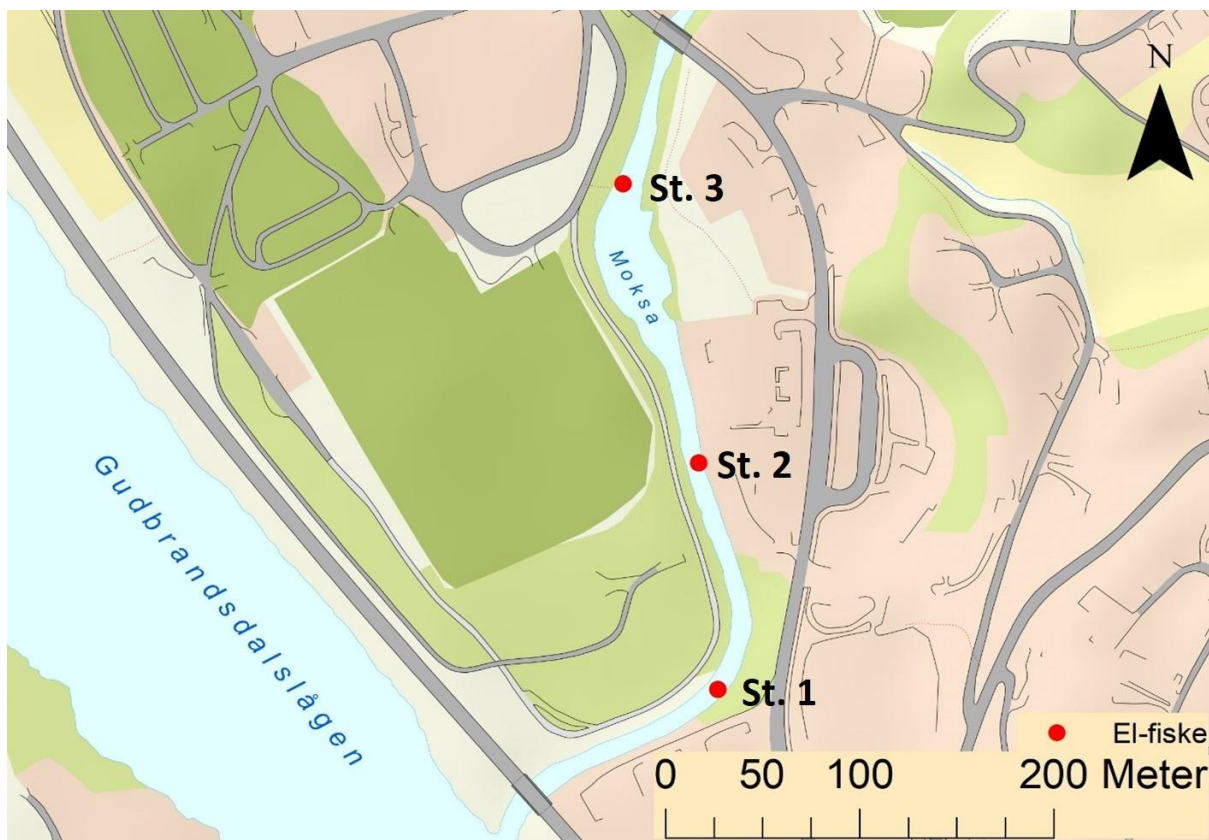 N
St. 3
Moksa
St. 2
Gudbrandsdalslågen
St. 1
El-fiske
0 50 100 200 Meter